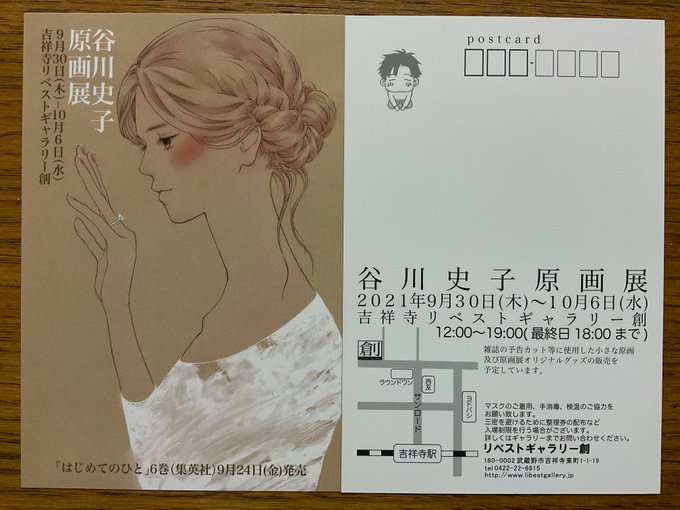 谷川史子
原画展
9月30日(木)–10月6日(水)
吉祥寺リベストギャラリー創
「はじめてのひと」6巻(集英社)9月24日(金)発売
postcard
谷川史子原画展
2021年9月30日(木)〜10月6日(水)
吉祥寺リベストギャラリー創
12:00〜19:00(最終日18:00まで)
創
ラウンドワン
西友
サンロード
ヨドバシ
吉祥寺駅
雑誌の予告カット等に使用した小さな原画
及び原画展オリジナルグッズの販売を
予定しています。
マスクのご着用、手消毒、検温のご協力を
お願い致します。
三密を避けるために整理券の配布など
入場制限を行う場合がございます。
詳しくはギャラリーまでお問い合わせください。
リベストギャラリー創
180-0002 武蔵野市吉祥寺東町1-1-19
tel 0422-22-6615
http://www.libestgallery.jp